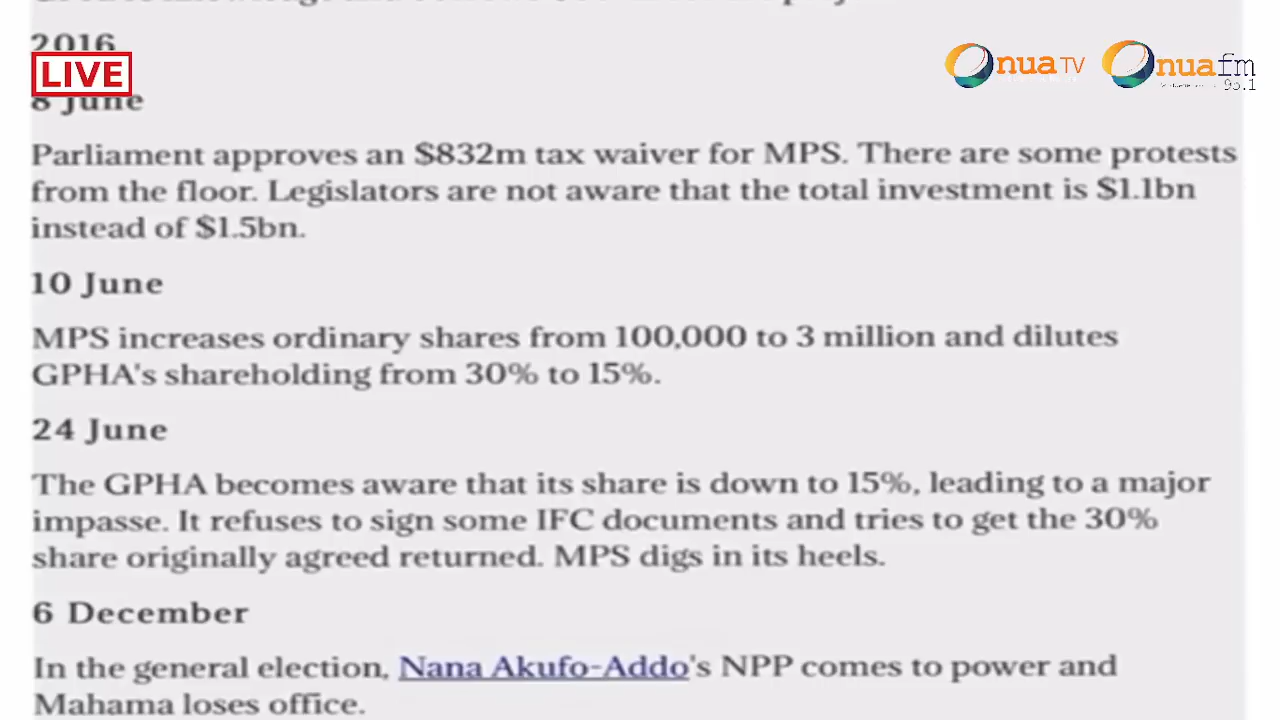 2016
LIVE
nua TV
nuafm
95.1
8 June
Parliament approves an $832m tax waiver for MPS. There are some protests
from the floor. Legislators are not aware that the total investment is $1.1bn
instead of $1.5bn.
10 June
MPS increases ordinary shares from 100,000 to 3 million and dilutes
GPHA's shareholding from 30% to 15%.
24 June
The GPHA becomes aware that its share is down to 15%, leading to a major
impasse. It refuses to sign some IFC documents and tries to get the 30%
share originally agreed returned. MPS digs in its heels.
6 December
In the general election, Nana Akufo-Addo's NPP comes to power and
Mahama loses office.